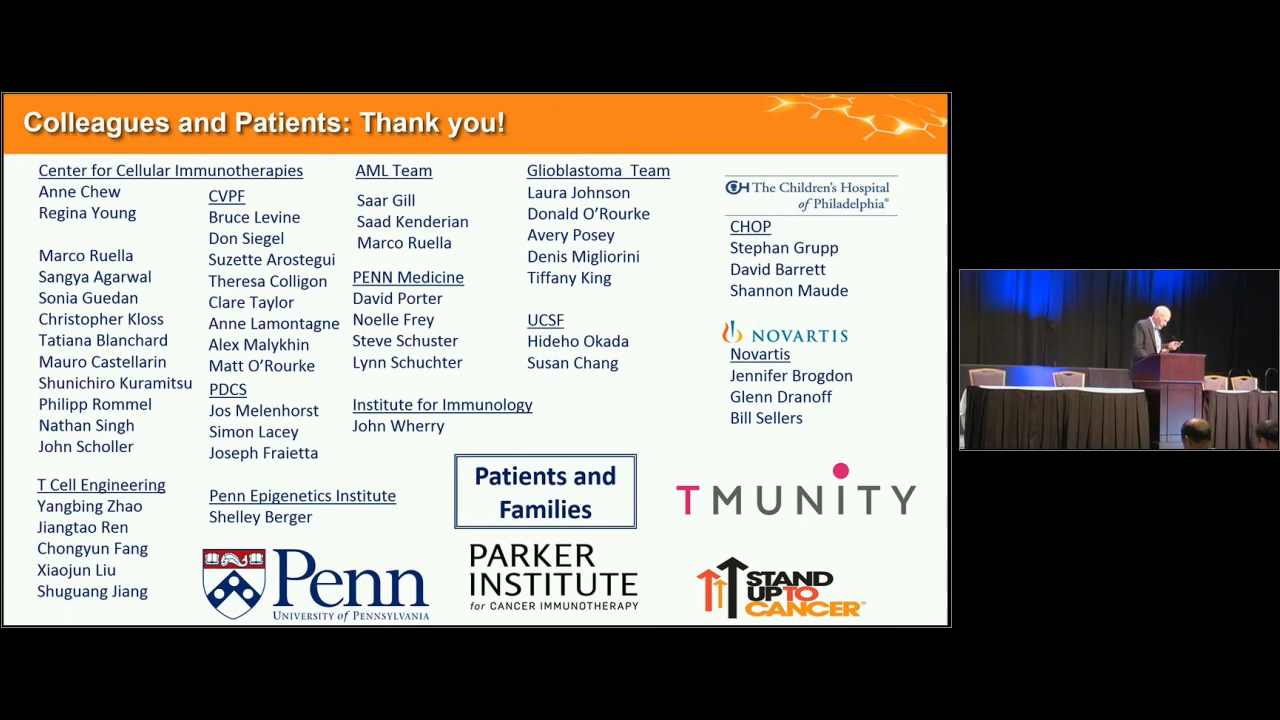 Colleagues and Patients: Thank you!
Center for Cellular Immunotherapies
Anne Chew
Regina Young
Marco Ruella
Sangya Agarwal
Sonia Guedan
Christopher Kloss
Tatiana Blanchard
Mauro Castellarin
Shunichiro Kuramitsu
Philipp Rommel
Nathan Singh
John Scholler
T Cell Engineering
Yangbing Zhao
Jiangtao Ren
Chongyun Fang
Xiaojun Liu
Shuguang Jiang
CVPF
Bruce Levine
Don Siegel
Suzette Arostegui
Theresa Colligon
Clare Taylor
Anne Lamontagne
Alex Malykhin
Matt O'Rourke
PDCS
Jos Melenhorst
Simon Lacey
Joseph Fraietta
Penn Epigenetics Institute
Shelley Berger
AML Team
Saar Gill
Saad Kenderian
Marco Ruella
PENN Medicine
David Porter
Noelle Frey
Steve Schuster
Lynn Schuchter
Institute for Immunology
John Wherry
Glioblastoma Team
Laura Johnson
Donald O'Rourke
Avery Posey
Denis Migliorini
Tiffany King
UCSF
Hideho Okada
Susan Chang
Patients and
Families
CH The Children's Hospital
of Philadelphia®
CHOP
Stephan Grupp
David Barrett
Shannon Maude
NOVARTIS
Novartis
Jennifer Brogdon
Glenn Dranoff
Bill Sellers
TMUNITY
Penn
UNIVERSITY of PENNSYLVANIA
PARKER
INSTITUTE
for CANCER IMMUNOTHERAPY
STAND
UP TO
CANCER